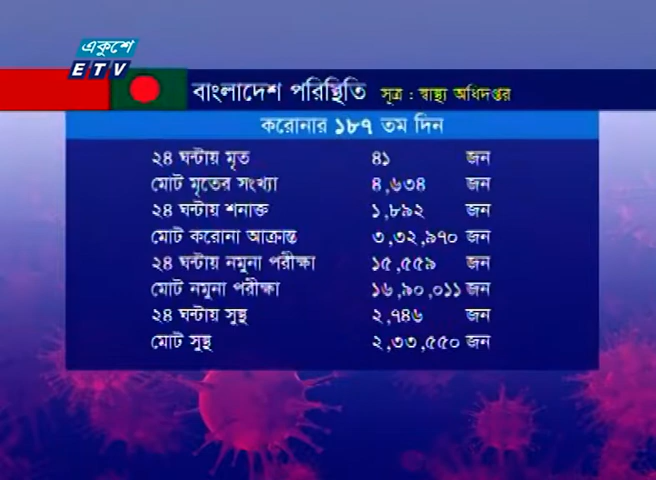 একুশে
ETV
বাংলাদেশ পরিস্থিতি সূত্র : স্বাস্থ্য অধিদপ্তর
করোনার ১৮৭ তম দিন
২৪ ঘন্টায় মৃত ৪১ জন
মোট মৃতের সংখ্যা ৪,৬৩৪ জন
২৪ ঘন্টায় শনাক্ত ১,৮৯২ জন
মোট করোনা আক্রান্ত ৩,৩২,৯৭০ জন
২৪ ঘন্টায় নমুনা পরীক্ষা ১৫,৫৫৯ জন
মোট নমুনা পরীক্ষা ১৬,৯০,০১১ জন
২৪ ঘন্টায় সুস্থ ২,৭৪৬ জন
মোট সুস্থ ২,৩৩,৫৫০ জন